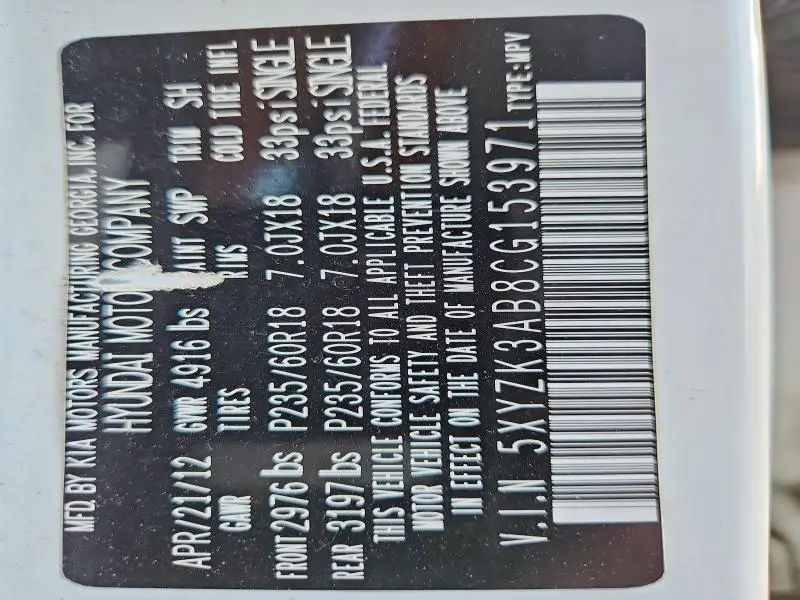 MFD. BY KIA MOTORS MANUFACTURING GEORGIA, INC. FOR
HYUNDAI MOTOR COMPANY
APR/21/12 GVWR 4916 lbs PAINT SWP TRIM SH
GAWR TIRES RIMS COLD TIRE INFL
FRONT 2976 lbs P235/60R18 7.0JX18 33psi SINGLE
REAR 3197 lbs P235/60R18 7.0JX18 33psi SINGLE
THIS VEHICLE CONFORMS TO ALL APPLICABLE U.S.A. FEDERAL
MOTOR VEHICLE SAFETY AND THEFT PREVENTION STANDARDS
IN EFFECT ON THE DATE OF MANUFACTURE SHOWN ABOVE
V.I.N 5XYZK3AB8CG153971 TYPE:MPV